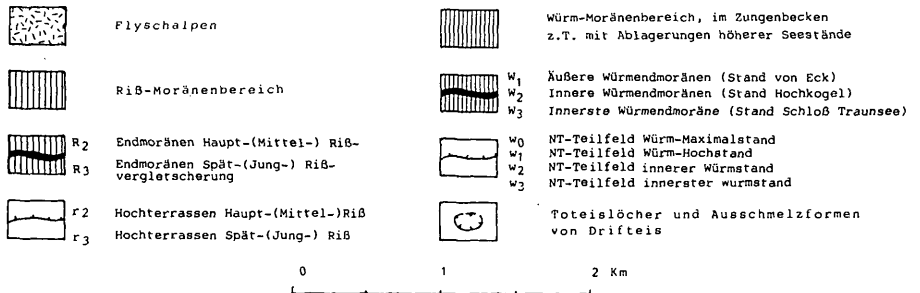 Flyschalpen
Riß-Moränenbereich
R2 Endmoränen Haupt-(Mittel-) Riß-
R3 Endmoränen Spät-(Jung-) Riß-
vergletscherung
r2 Hochterrassen Haupt-(Mittel-)Riß
r3 Hochterrassen Spät-(Jung-) Riß
Würm-Moränenbereich, im Zungenbecken
z.T. mit Ablagerungen höherer Seestände
W1 Äußere Würmendmoränen (Stand von Eck)
W2 Innere Würmendmoränen (Stand Hochkogel)
W3 Innerste Würmendmoräne (Stand Schloß Traunsee)
w0 NT-Teilfeld Würm-Maximalstand
w1 NT-Teilfeld Würm-Hochstand
w2 NT-Teilfeld innerer Würmstand
w3 NT-Teilfeld innerster wurmstand
Toteislöcher und Ausschmelzformen
von Drifteis
0 1 2 Km